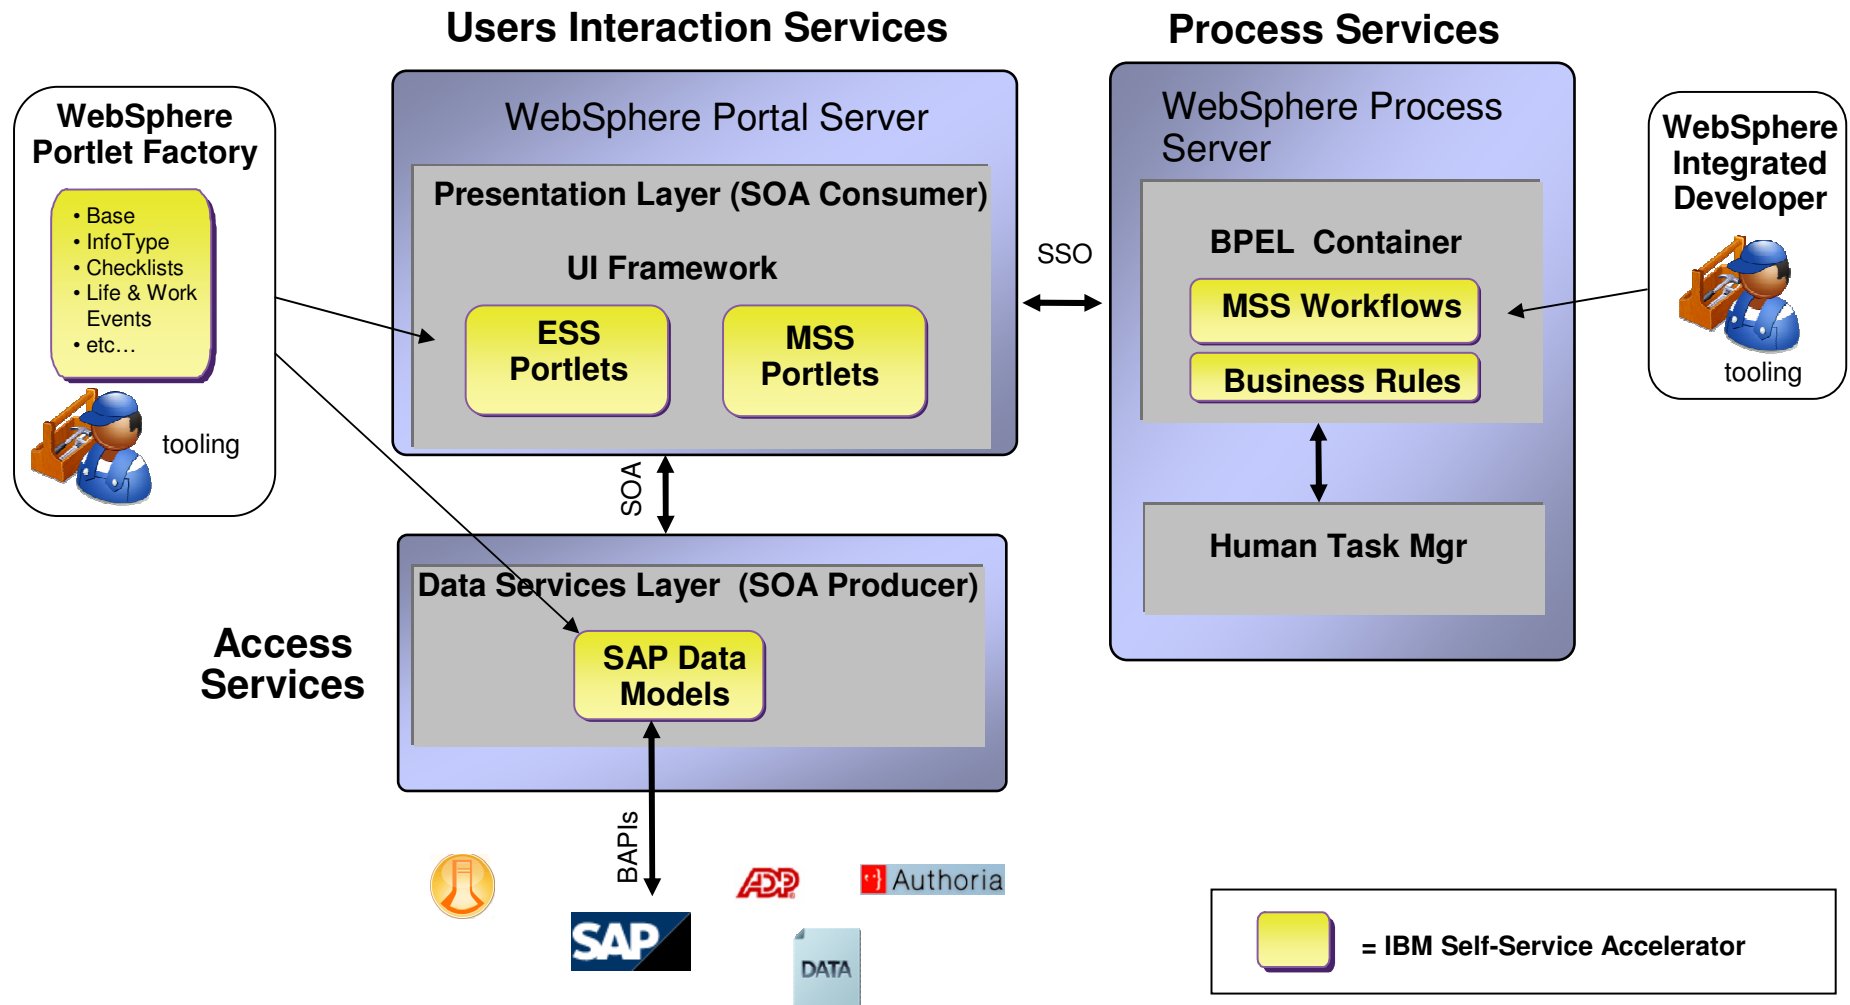 Users Interaction Services
Process Services
WebSphere
Portlet Factory
• Base
• InfoType
• Checklists
• Life & Work
Events
• etc...
tooling
WebSphere Portal Server
Presentation Layer (SOA Consumer)
UI Framework
ESS
Portlets
MSS
Portlets
SSO
WebSphere Process
Server
BPEL Container
MSS Workflows
Business Rules
Human Task Mgr
WebSphere
Integrated
Developer
tooling
SOA
Data Services Layer (SOA Producer)
SAP Data
Models
Access
Services
BAPIs
ADP
Authoria
SAP
DATA
= IBM Self-Service Accelerator